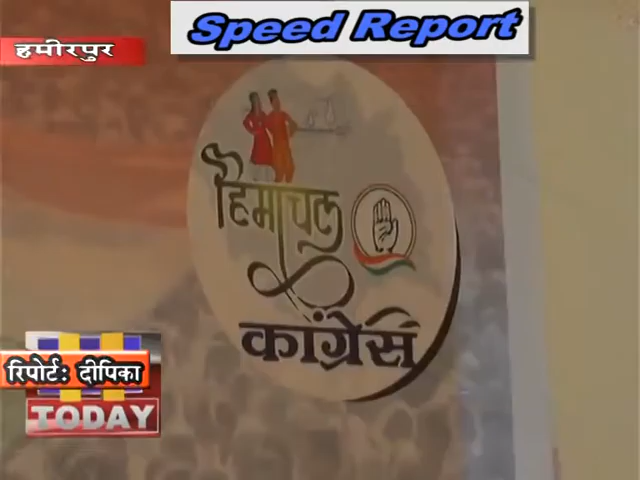 Speed Report
हमीरपुर
हिमाचल
कांग्रेस
रिपोर्ट: दीपिका
TODAY